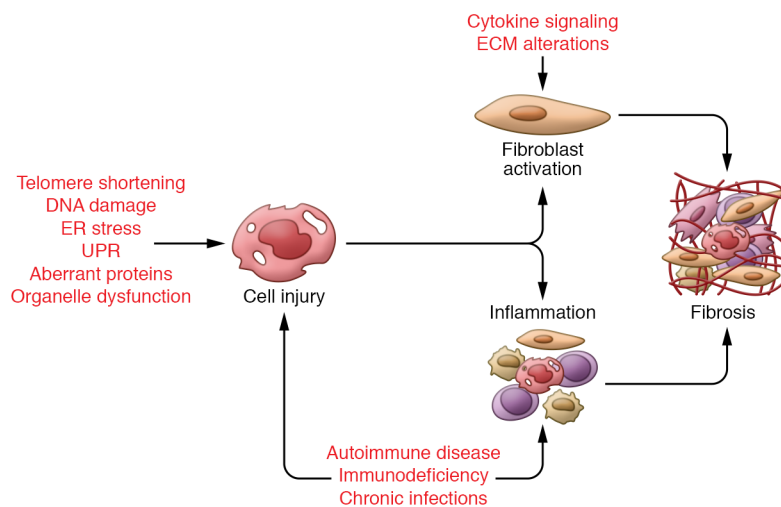 Cytokine signaling
ECM alterations
Fibroblast
activation
Telomere shortening
DNA damage
ER stress
UPR
Aberrant proteins
Organelle dysfunction
Cell injury
Inflammation
Fibrosis
Autoimmune disease
Immunodeficiency
Chronic infections